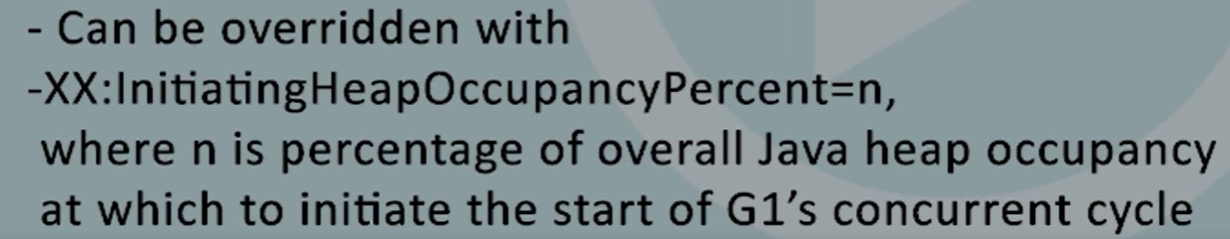 - Can be overridden with
-XX:InitiatingHeapOccupancyPercent=n,
where n is percentage of overall Java heap occupancy
at which to initiate the start of G1's concurrent cycle